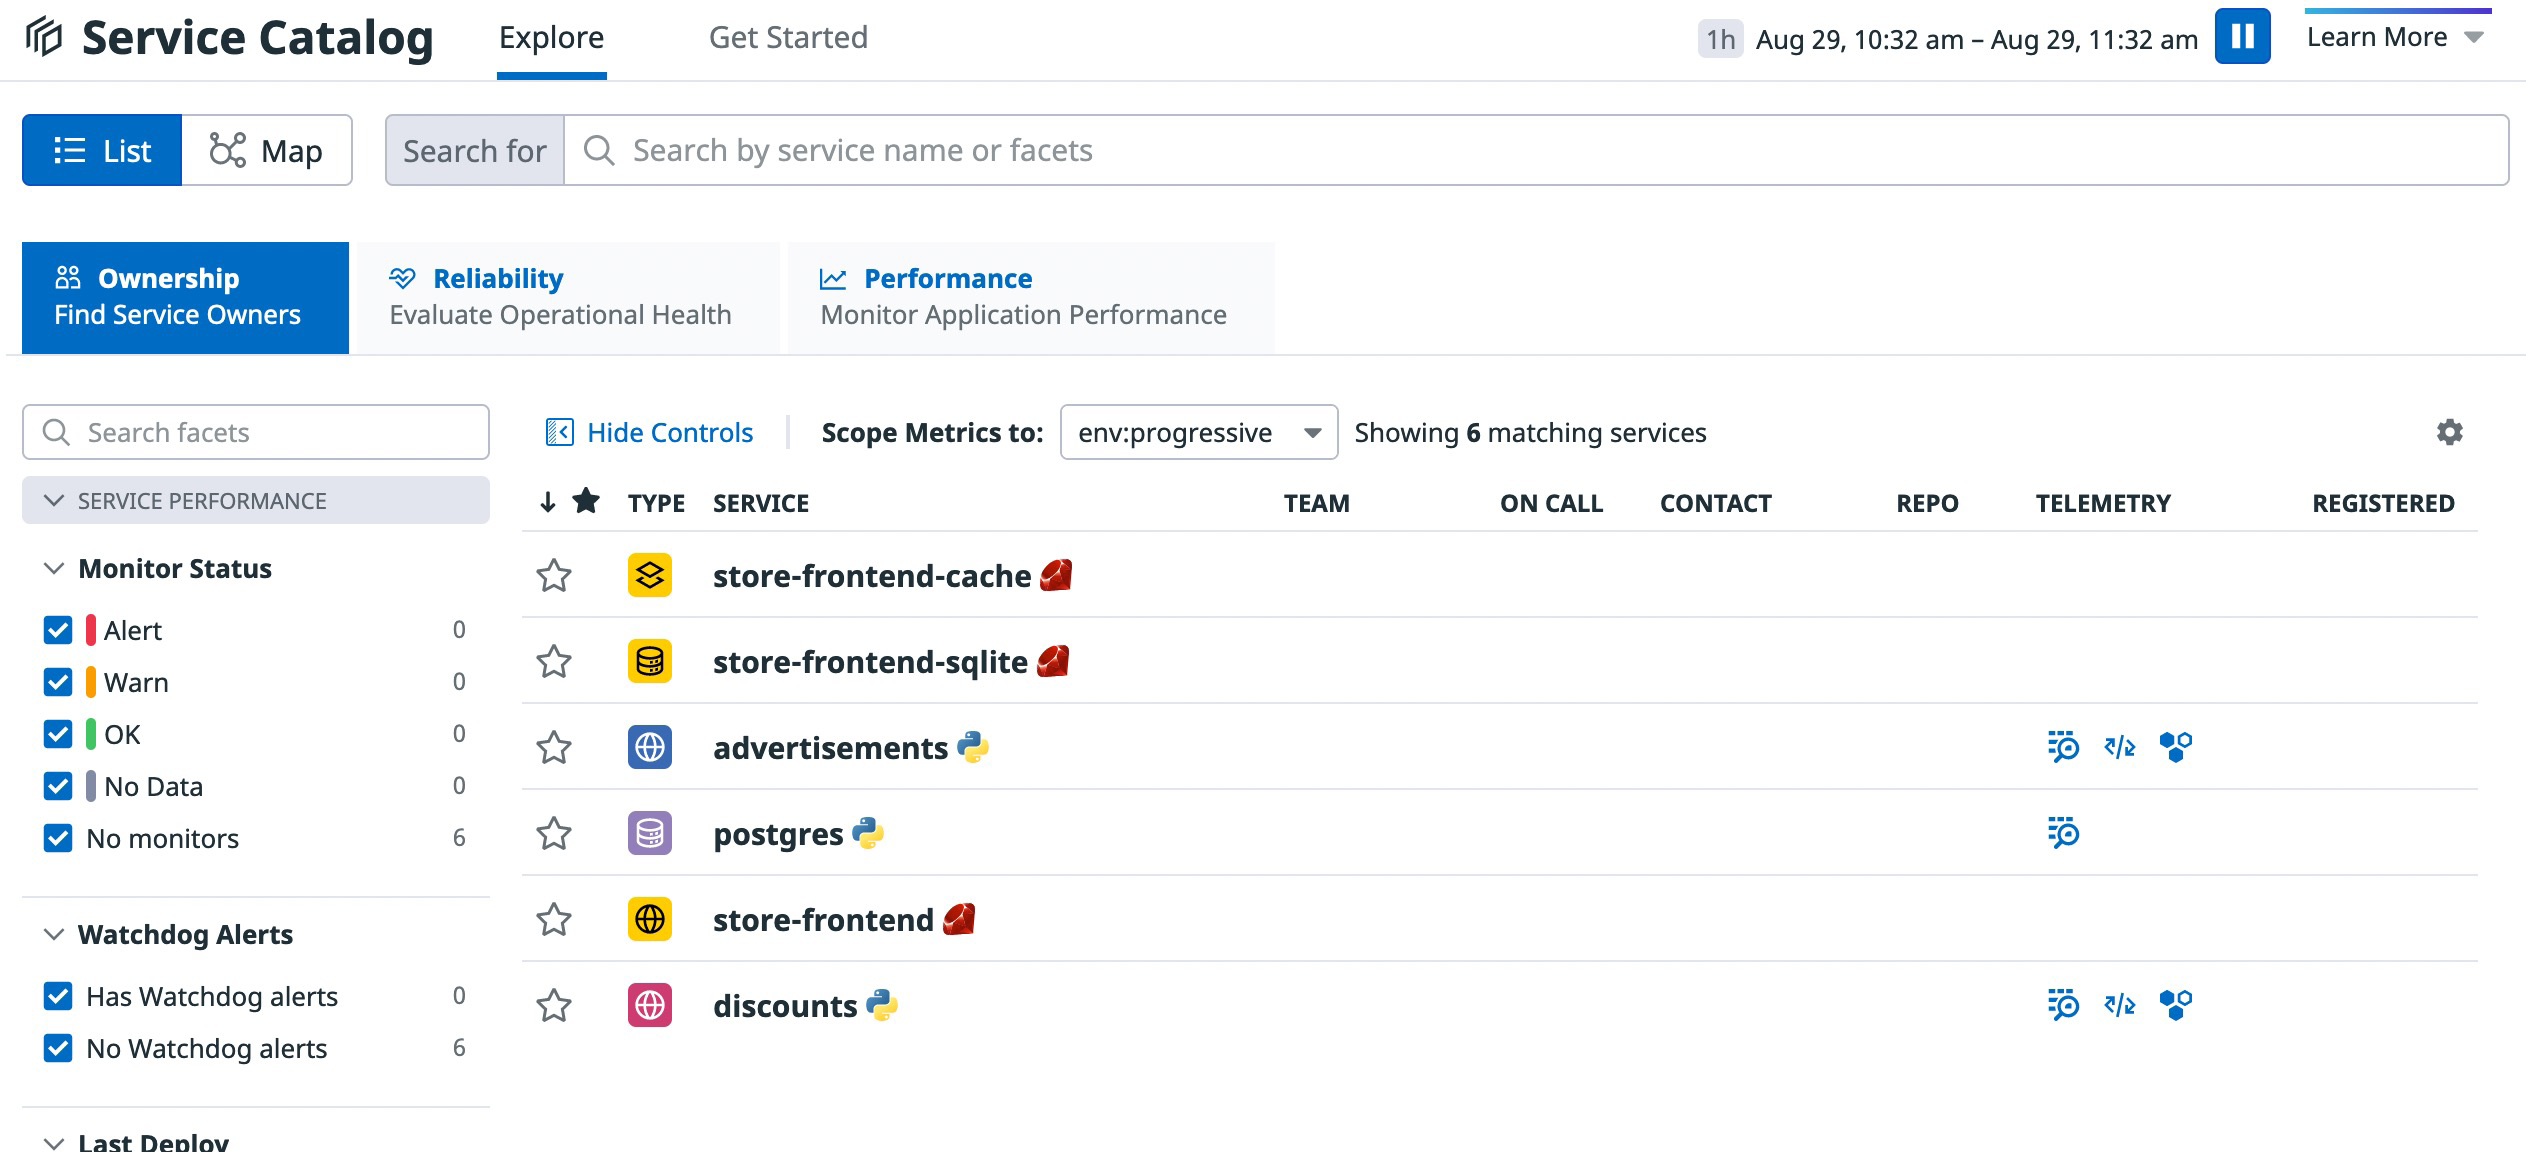 Service Catalog Explore Get Started 1h Aug 29, 10:32 am – Aug 29, 11:32 am Learn More
List Map Search for Search by service name or facets
Ownership
Find Service Owners
Reliability
Evaluate Operational Health
Performance
Monitor Application Performance
Search facets
SERVICE PERFORMANCE
Monitor Status
Alert 0
Warn 0
OK 0
No Data 0
No monitors 6
Watchdog Alerts
Has Watchdog alerts 0
No Watchdog alerts 6
Last Deploy
Hide Controls Scope Metrics to: env:progressive Showing 6 matching services
TYPE SERVICE TEAM ON CALL CONTACT REPO TELEMETRY REGISTERED
store-frontend-cache
store-frontend-sqlite
advertisements
postgres
store-frontend
discounts